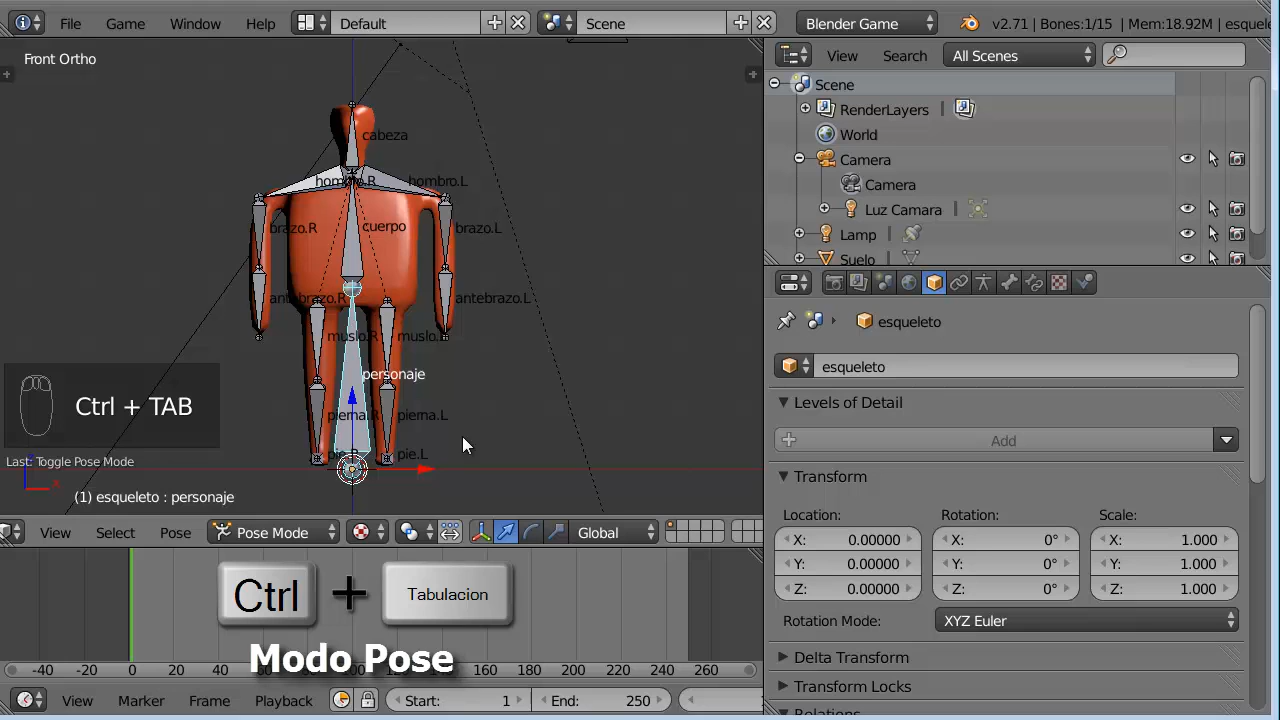 File Game Window Help Default Scene Blender Game v2.71 | Bones:1/15 | Mem:18.92M | esquele
Front Ortho
View Search All Scenes
Scene
RenderLayers
World
Camera
Camera
Luz Camara
Lamp
Suelo
cabeza
hombro.R hombro.L
brazo.R cuerpo brazo.L
antebrazo.R antebrazo.L
muslo.R
personaje
pierna.R pierna.L
pie.L
Ctrl + TAB
Last: Toggle Pose Mode
(1) esqueleto : personaje
View Select Pose Pose Mode Global
Ctrl + Tabulacion
Modo Pose
-40 -20 0 20 40 60 80 100 120 140 160 180 200 220 240 260
View Marker Frame Playback Start: 1 End: 250
esqueleto
esqueleto
Levels of Detail
Add
Transform
Location: Rotation: Scale:
X: 0.00000 X: 0° X: 1.000
Y: 0.00000 Y: 0° Y: 1.000
Z: 0.00000 Z: 0° Z: 1.000
Rotation Mode: XYZ Euler
Delta Transform
Transform Locks
Relations